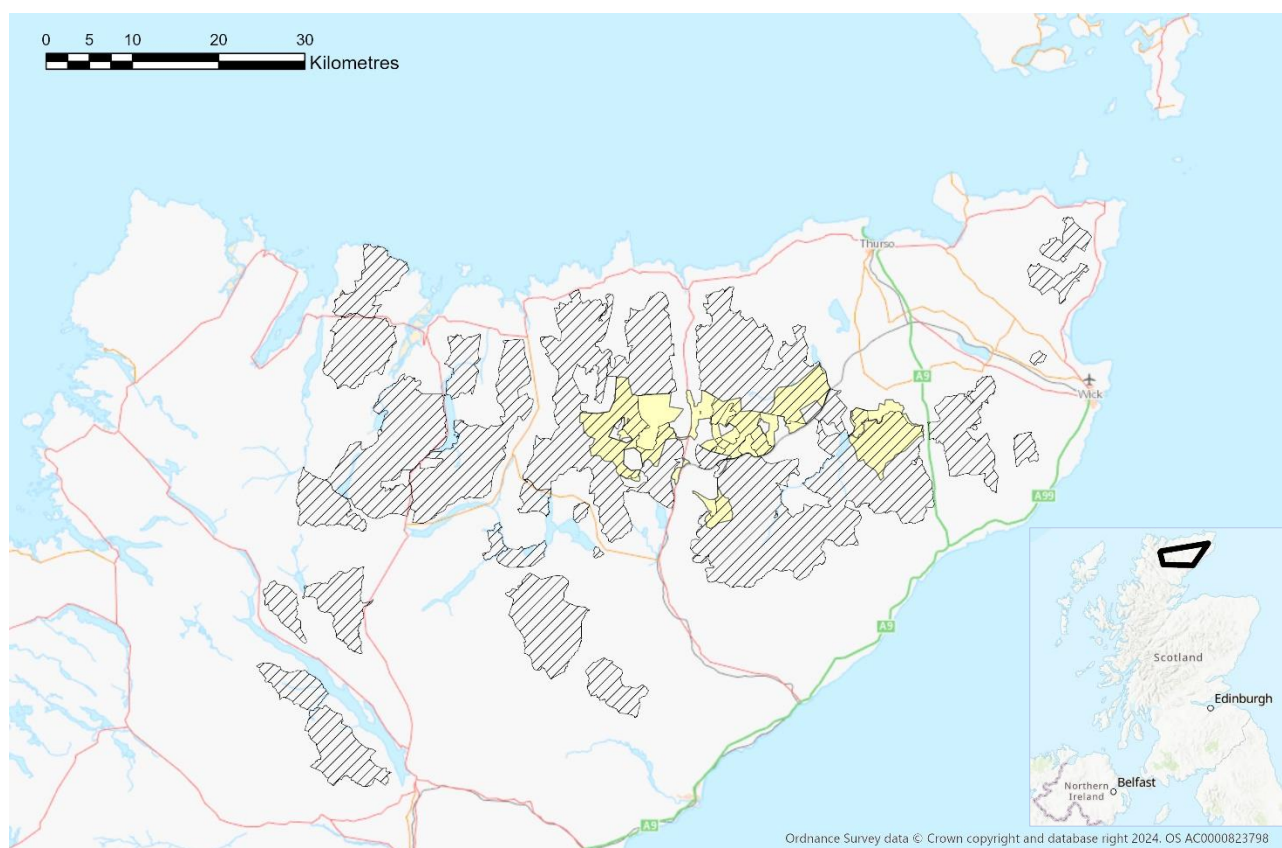 0 5 10 20 30
Kilometres
Thurso
A9
Wick
A99
A9
A9
Scotland
Edinburgh
Northern
Ireland
Belfast
Ordnance Survey data © Crown copyright and database right 2024. OS AC0000823798